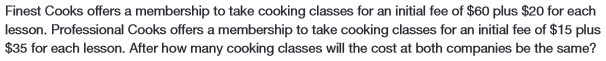 Finest Cooks offers a membership to take cooking classes for an initial fee of $60 plus $20 for each
lesson. Professional Cooks offers a membership to take cooking classes for an initial fee of $15 plus
$35 for each lesson. After how many cooking classes will the cost at both companies be the same?